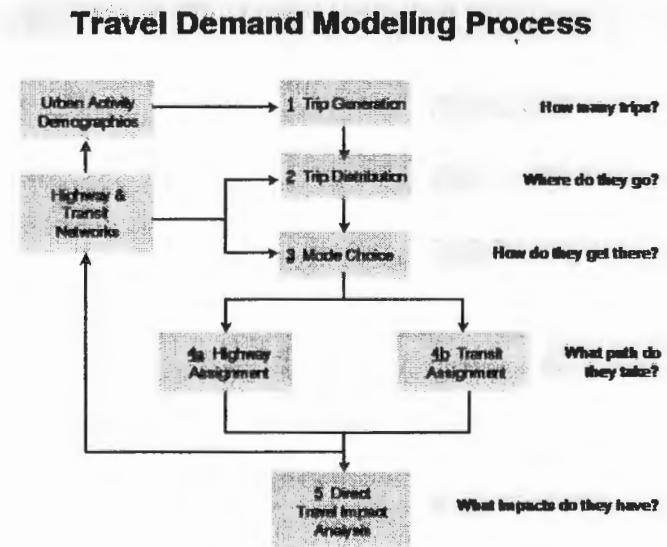 Travel Demand Modeling Process
Urban Activity
Demographics
1 Trip Generation
How many trips?
Highway &
Transit
Networks
2 Trip Distribution
Where do they go?
3 Mode Choice
How do they get there?
4a Highway
Assignment
4b Transit
Assignment
What path do
they take?
5 Direct
Travel Impact
Analysis
What impacts do they have?